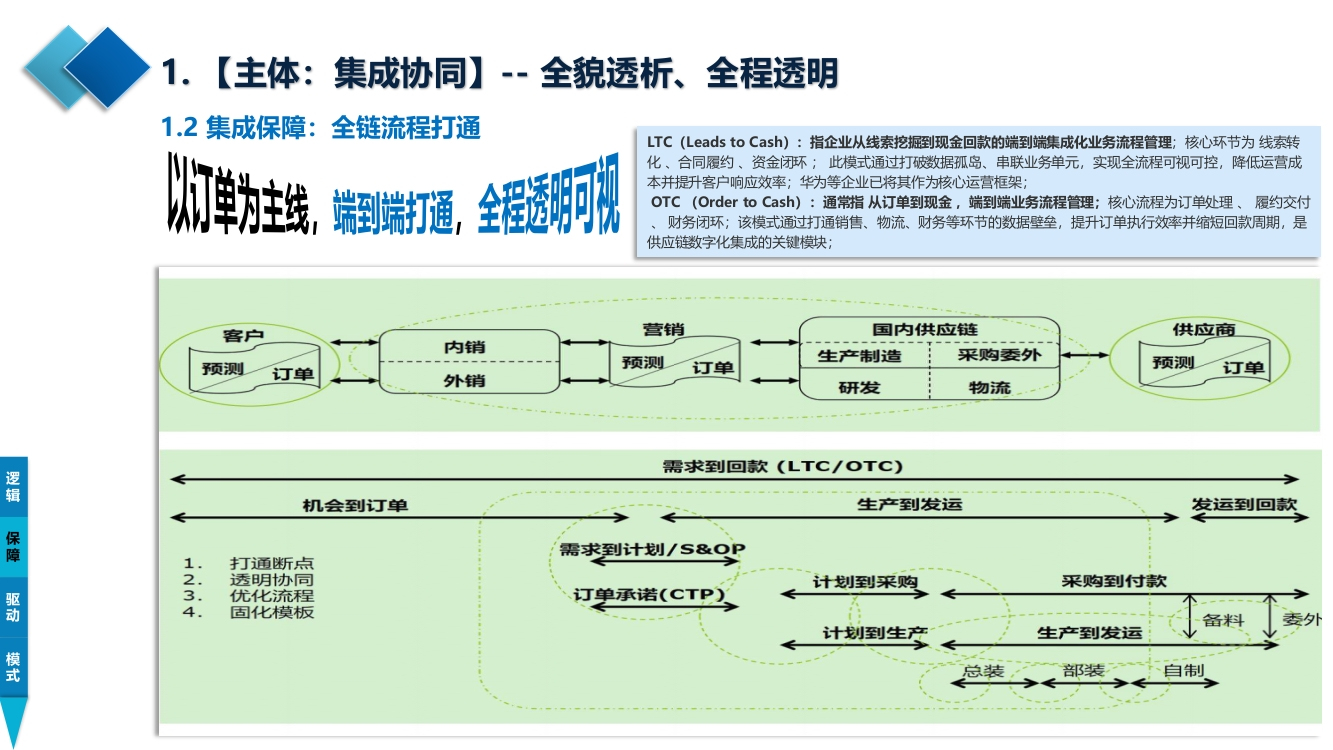 1. 【主体：集成协同】-- 全貌透析、全程透明
1.2 集成保障：全链流程打通
以订单为主线，端到端打通，全程透明可视
LTC（Leads to Cash）：指企业从线索挖掘到现金回款的端到端集成化业务流程管理；核心环节为 线索转
化 、合同履约 、资金闭环 ； 此模式通过打破数据孤岛、串联业务单元，实现全流程可视可控，降低运营成
本并提升客户响应效率；华为等企业已将其作为核心运营框架；
OTC （Order to Cash）：通常指 从订单到现金 ，端到端业务流程管理；核心流程为订单处理 、 履约交付
、 财务闭环；该模式通过打通销售、物流、财务等环节的数据壁垒，提升订单执行效率并缩短回款周期，是
供应链数字化集成的关键模块；
客户
预测
订单
内销
外销
营销
预测
订单
国内供应链
生产制造
采购委外
研发
物流
供应商
预测
订单
需求到回款 (LTC/OTC)
机会到订单
生产到发运
发运到回款
需求到计划/S&OP
订单承诺(CTP)
计划到采购
采购到付款
备料
委外
计划到生产
生产到发运
总装
部装
自制
1. 打通断点
2. 透明协同
3. 优化流程
4. 固化模板
逻辑
保障
驱动
模式